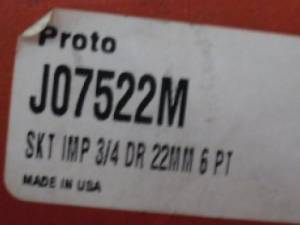 Proto
J07522M
SKT IMP 3/4 DR 22MM 6 PT
MADE IN USA